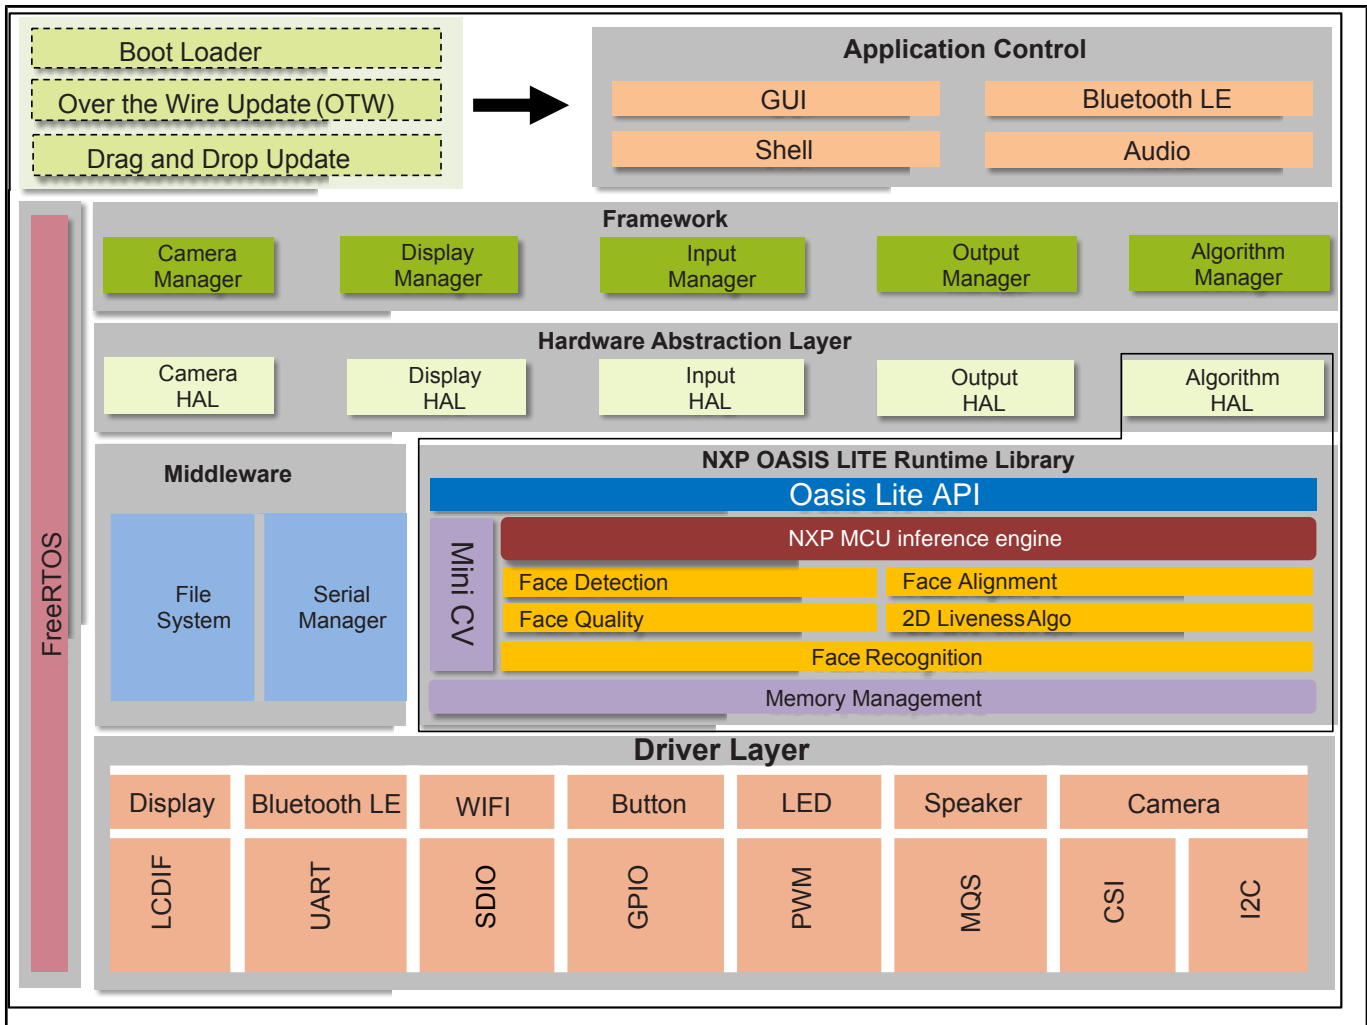 Boot Loader
Over the Wire Update (OTW)
Drag and Drop Update
Application Control
GUI
Bluetooth LE
Shell
Audio
FreeRTOS
Framework
Camera
Manager
Display
Manager
Input
Manager
Output
Manager
Algorithm
Manager
Hardware Abstraction Layer
Camera
HAL
Display
HAL
Input
HAL
Output
HAL
Algorithm
HAL
Middleware
File
System
Serial
Manager
NXP OASIS LITE Runtime Library
Oasis Lite API
Mini CV
NXP MCU inference engine
Face Detection
Face Alignment
Face Quality
2D LivenessAlgo
Face Recognition
Memory Management
Driver Layer
Display
Bluetooth LE
WIFI
Button
LED
Speaker
Camera
LCDIF
UART
SDIO
GPIO
PWM
MQS
CSI
I2C